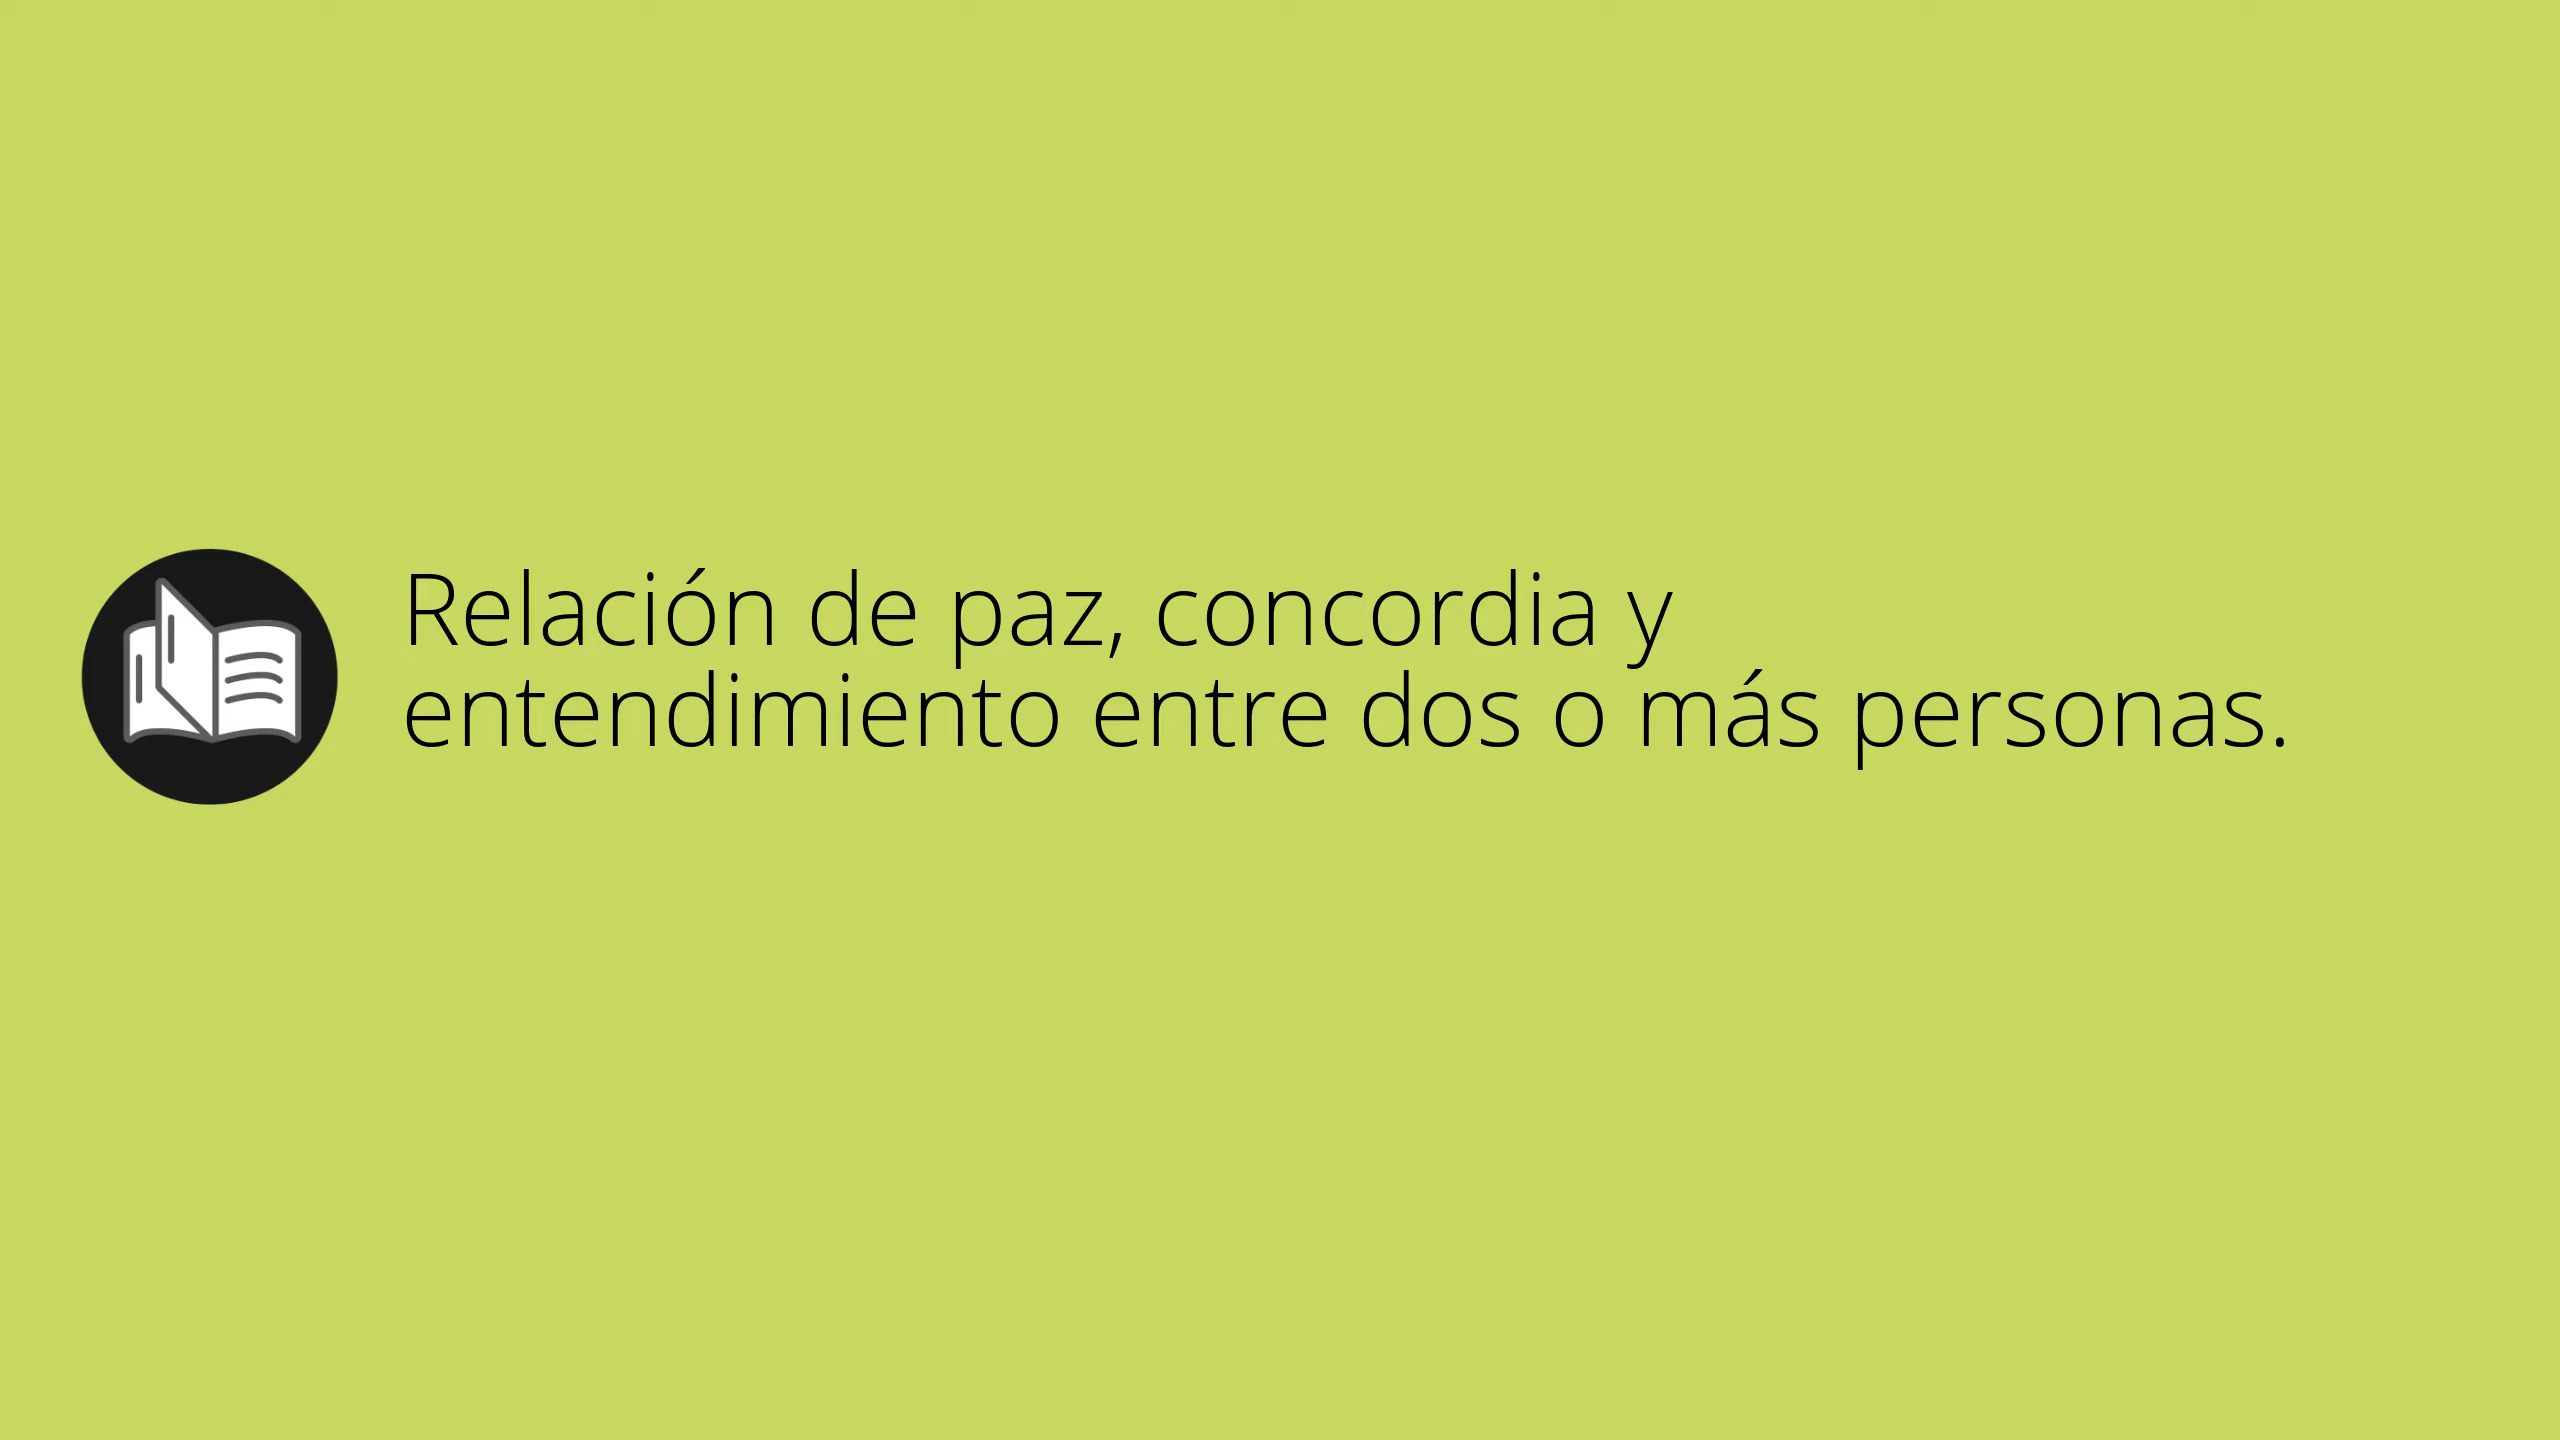 Relación de paz, concordia y
entendimiento entre dos o más personas.